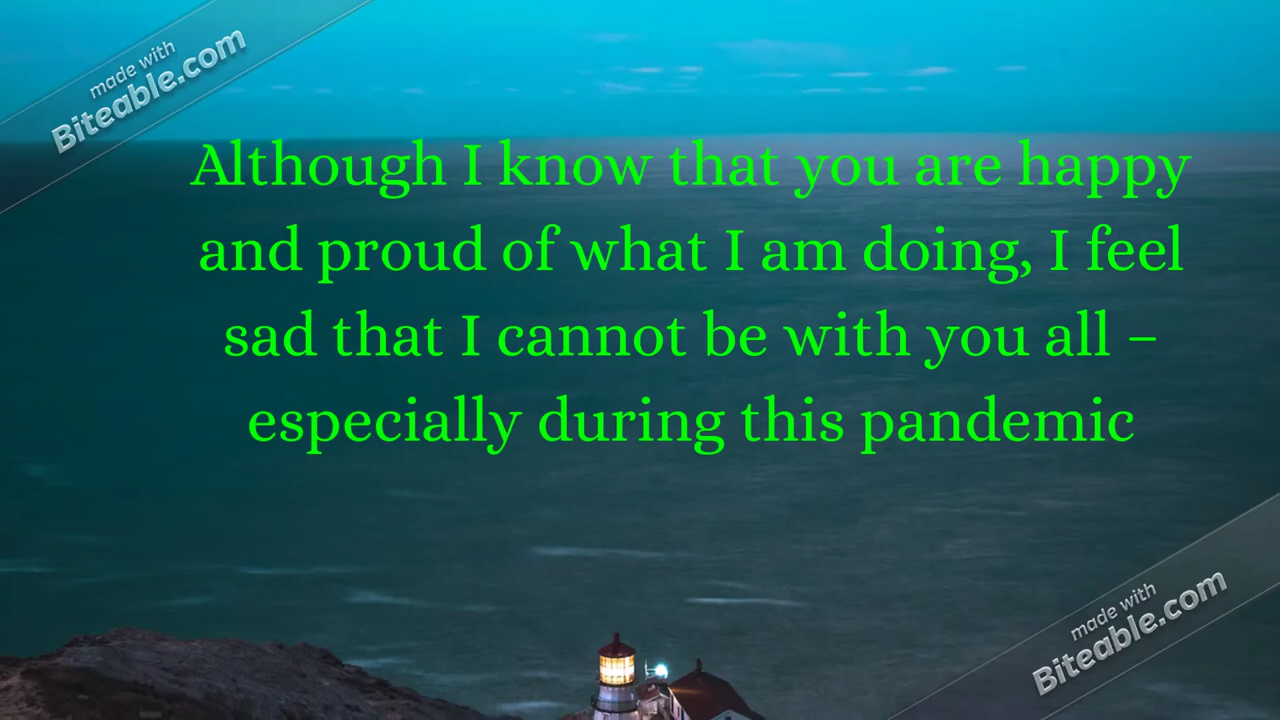 made with
Biteable.com
Although I know that you are happy
and proud of what I am doing, I feel
sad that I cannot be with you all –
especially during this pandemic
made with
Biteable.com